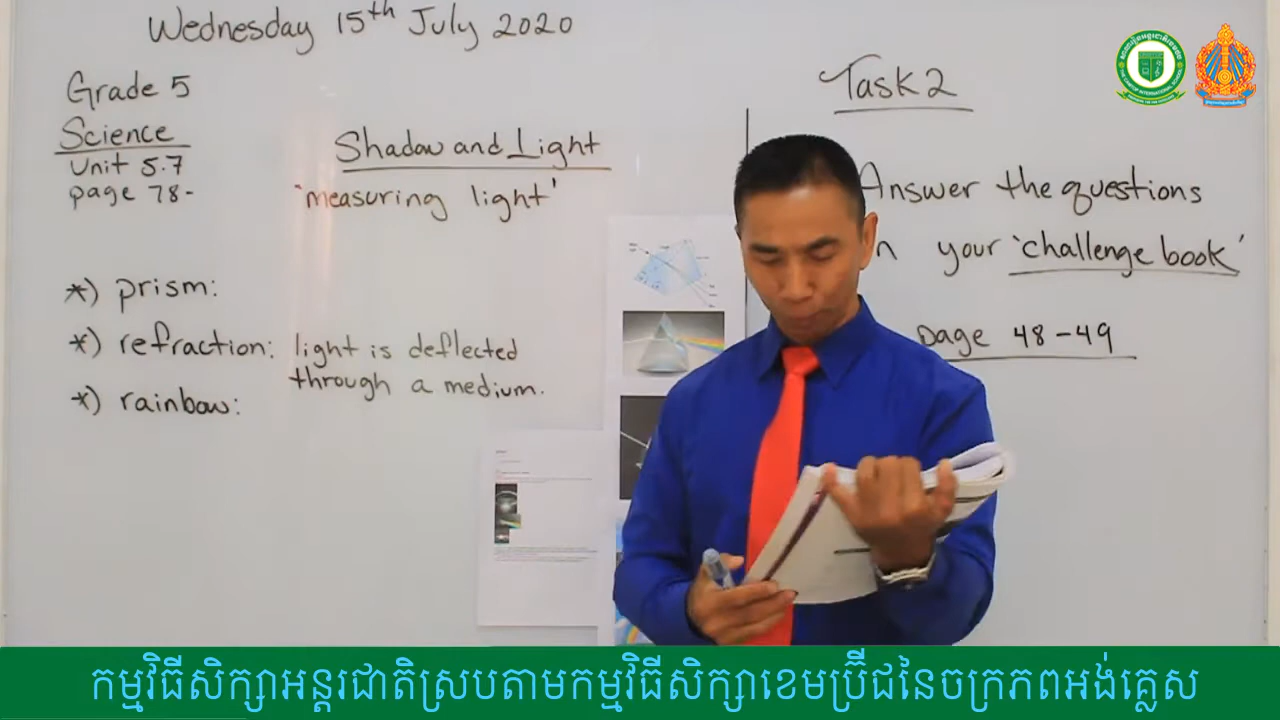 Wednesday 15th July 2020
Grade 5
Science
Unit 5.7
page 78-
Shadow and Light
'measuring light'
*) prism:
*) refraction: light is deflected
through a medium.
*) rainbow:
Task 2
Answer the questions
n your 'challenge book'
page 48-49
កម្មវិធីសិក្សាអន្តរជាតិស្របតាមកម្មវិធីសិក្សាខេមប្រ៊ីជនៃចក្រភពអង់គ្លេស